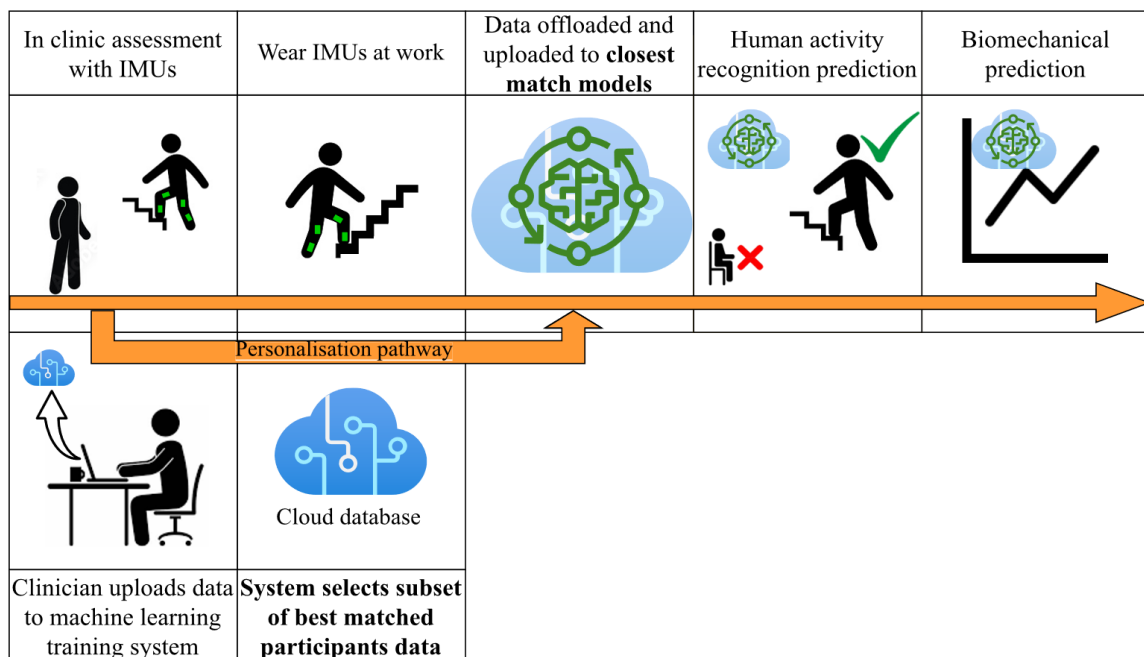 In clinic assessment
with IMUs
Wear IMUs at work
Data offloaded and
uploaded to closest
match models
Human activity
recognition prediction
Biomechanical
prediction
Personalisation pathway
Cloud database
Clinician uploads data
to machine learning
training system
System selects subset
of best matched
participants data